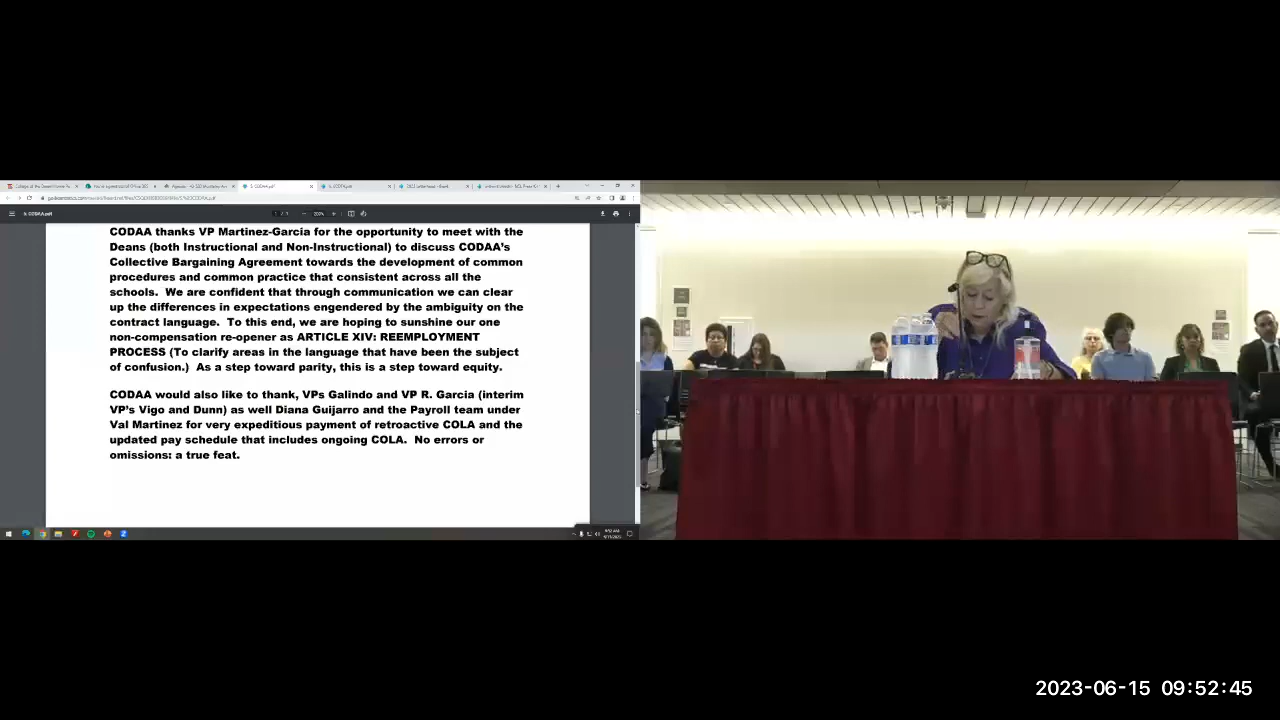 5. CODAA.pdf
200%
CODAA thanks VP Martinez-Garcia for the opportunity to meet with the
Deans (both Instructional and Non-Instructional) to discuss CODAA's
Collective Bargaining Agreement towards the development of common
procedures and common practice that consistent across all the
schools.  We are confident that through communication we can clear
up the differences in expectations engendered by the ambiguity on the
contract language.  To this end, we are hoping to sunshine our one
non-compensation re-opener as ARTICLE XIV: REEMPLOYMENT
PROCESS (To clarify areas in the language that have been the subject
of confusion.)  As a step toward parity, this is a step toward equity.
CODAA would also like to thank, VPs Galindo and VP R. Garcia (interim
VP's Vigo and Dunn) as well Diana Guijarro and the Payroll team under
Val Martinez for very expeditious payment of retroactive COLA and the
updated pay schedule that includes ongoing COLA.  No errors or
omissions: a true feat.
2023-06-15 09:52:45